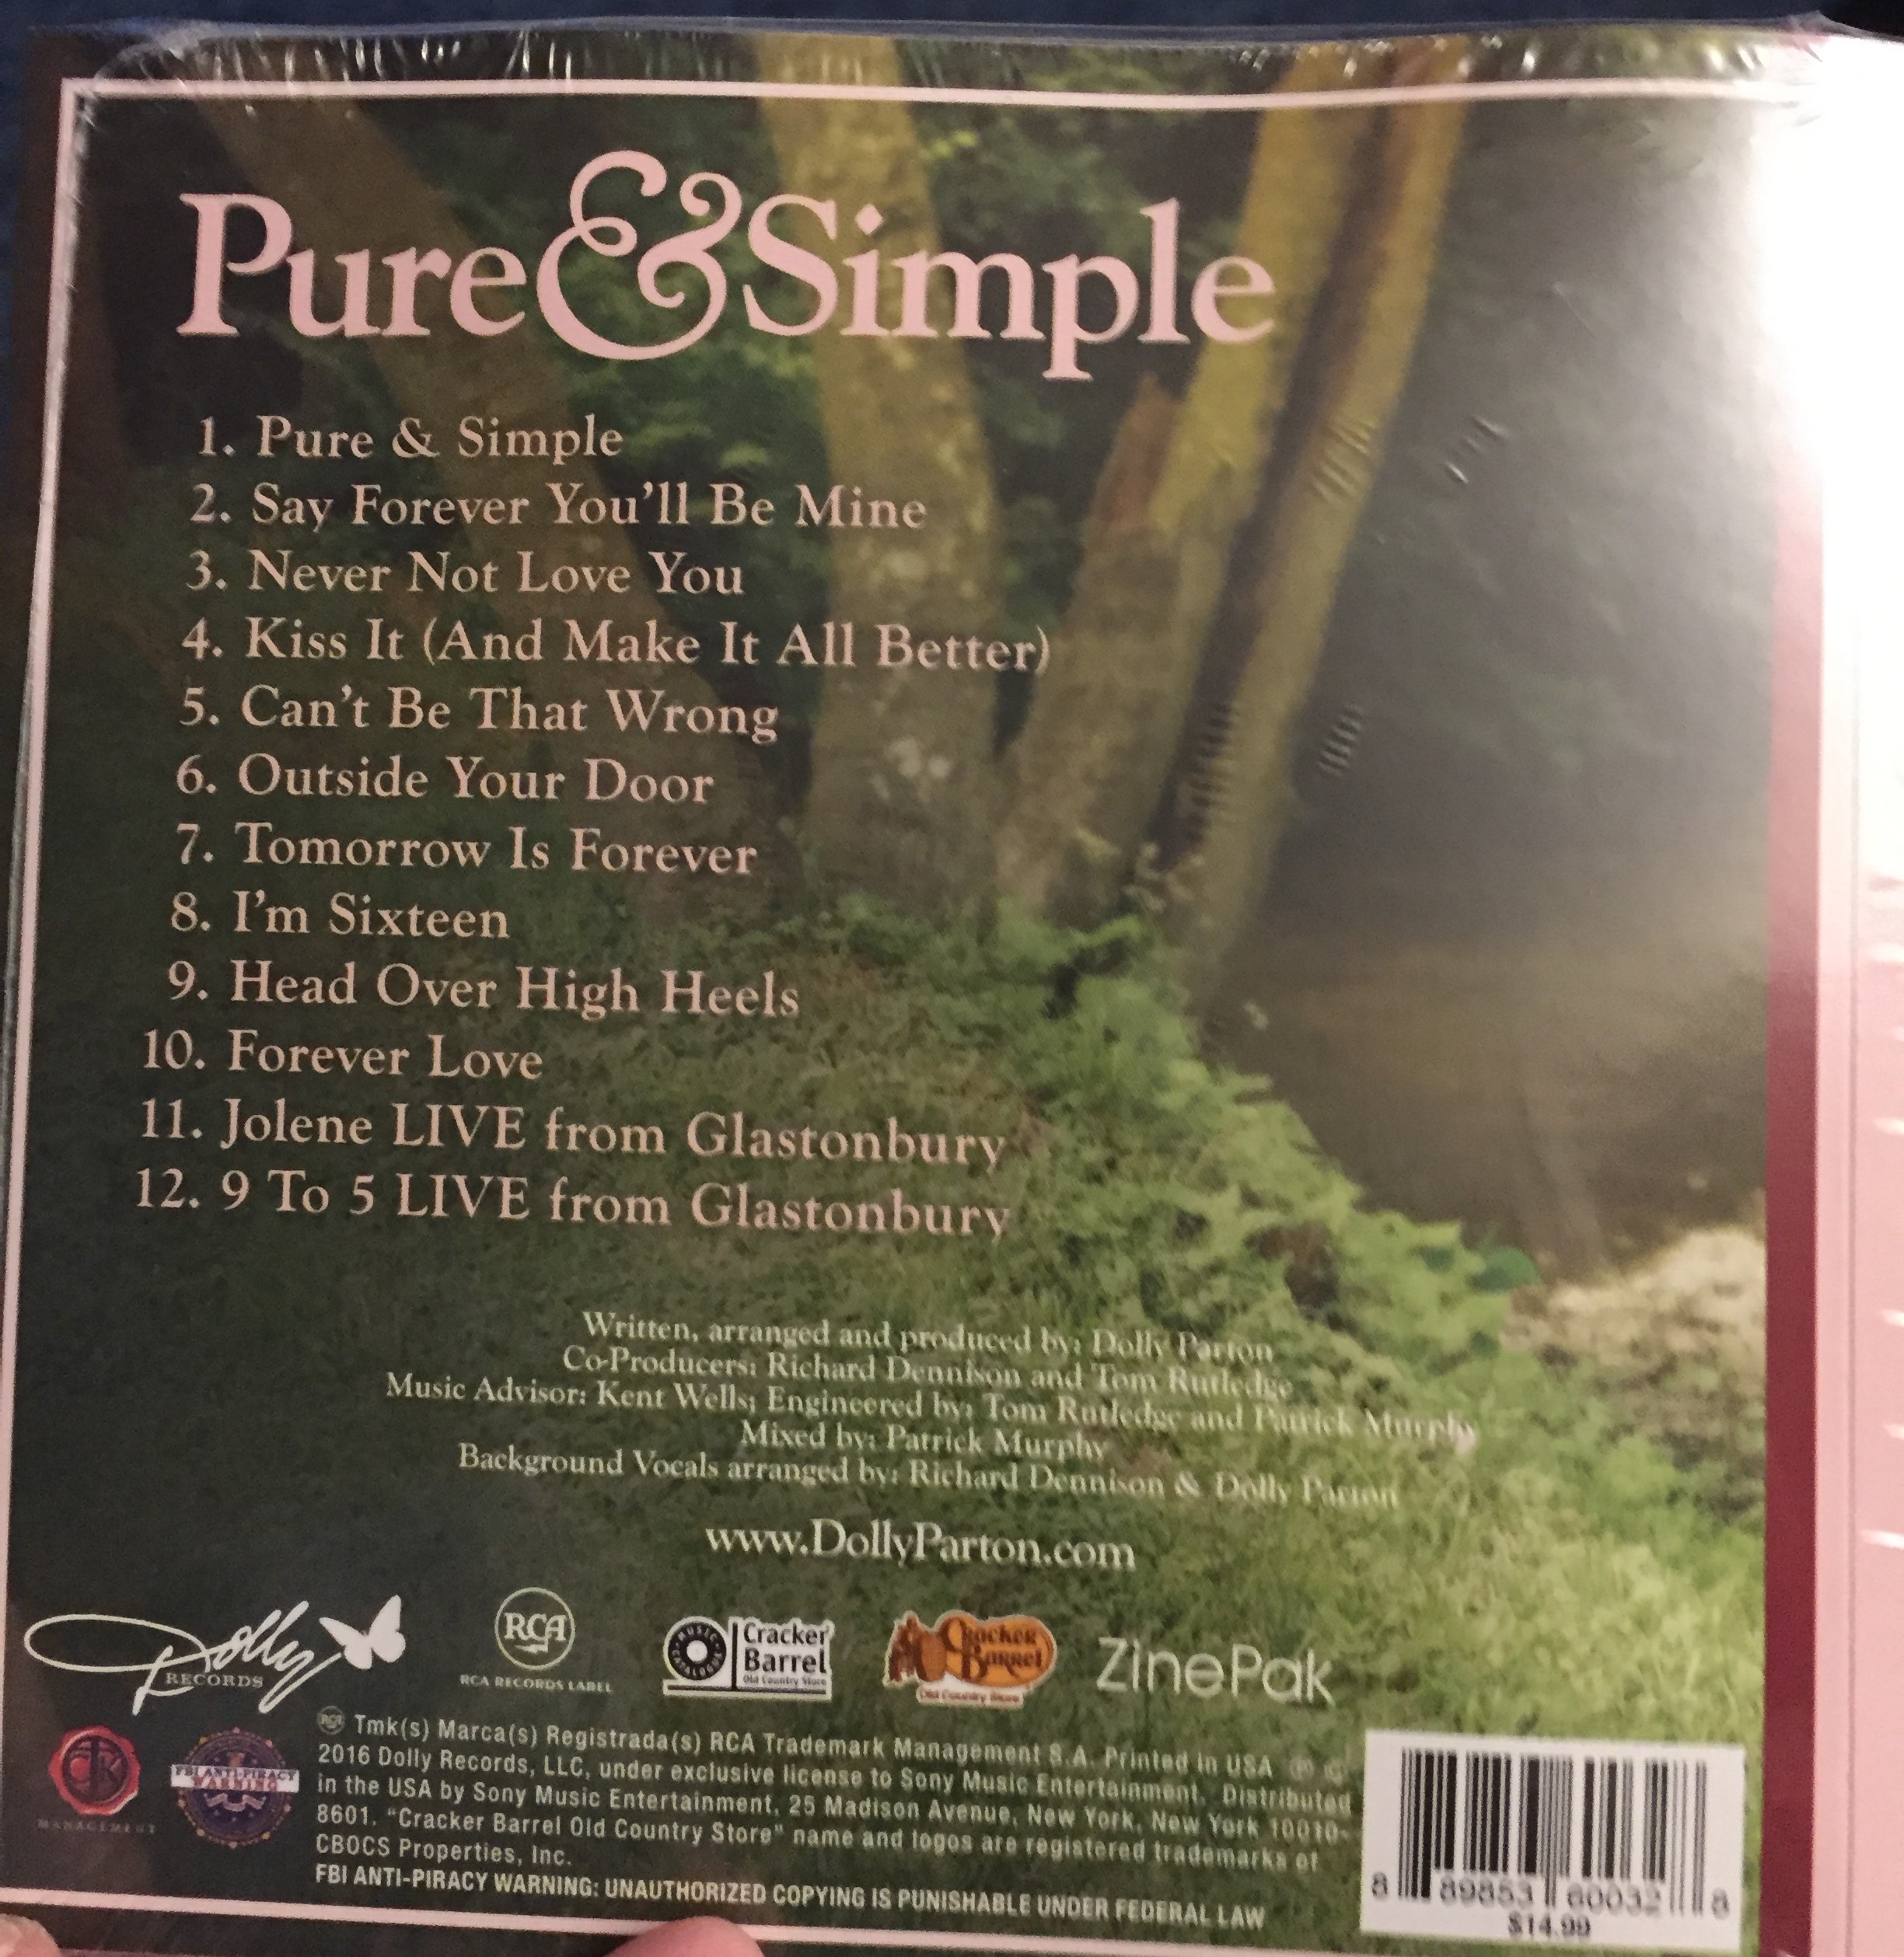 Pure & Simple
1. Pure & Simple
2. Say Forever You'll Be Mine
3. Never Not Love You
4. Kiss It (And Make It All Better)
5. Can't Be That Wrong
6. Outside Your Door
7. Tomorrow Is Forever
8. I'm Sixteen
9. Head Over High Heels
10. Forever Love
11. Jolene LIVE from Glastonbury
12. 9 To 5 LIVE from Glastonbury
Written, arranged and produced by: Dolly Parton
Co-Producers: Richard Dennison and Tom Rutledge
Music Advisor: Kent Wells; Engineered by: Tom Rutledge and Patrick Murphy
Mixed by: Patrick Murphy
Background Vocals arranged by: Richard Dennison & Dolly Parton
www.DollyParton.com
Dolly
RECORDS
RCA
RCA RECORDS LABEL
MUSIC CATALOGUE
Cracker
Barrel
Old Country Store
Cracker
Barrel
Old Country Store
ZinePak
CTK
MANAGEMENT
FBI ANTI-PIRACY
WARNING
RCA Tmk(s) Marca(s) Registrada(s) RCA Trademark Management S.A. Printed in USA ℗ ©
2016 Dolly Records, LLC, under exclusive license to Sony Music Entertainment. Distributed
in the USA by Sony Music Entertainment, 25 Madison Avenue, New York, New York 10010-
8601. "Cracker Barrel Old Country Store" name and logos are registered trademarks of
CBOCS Properties, Inc.
FBI ANTI-PIRACY WARNING: UNAUTHORIZED COPYING IS PUNISHABLE UNDER FEDERAL LAW
8 89853 60032 8
$14.99